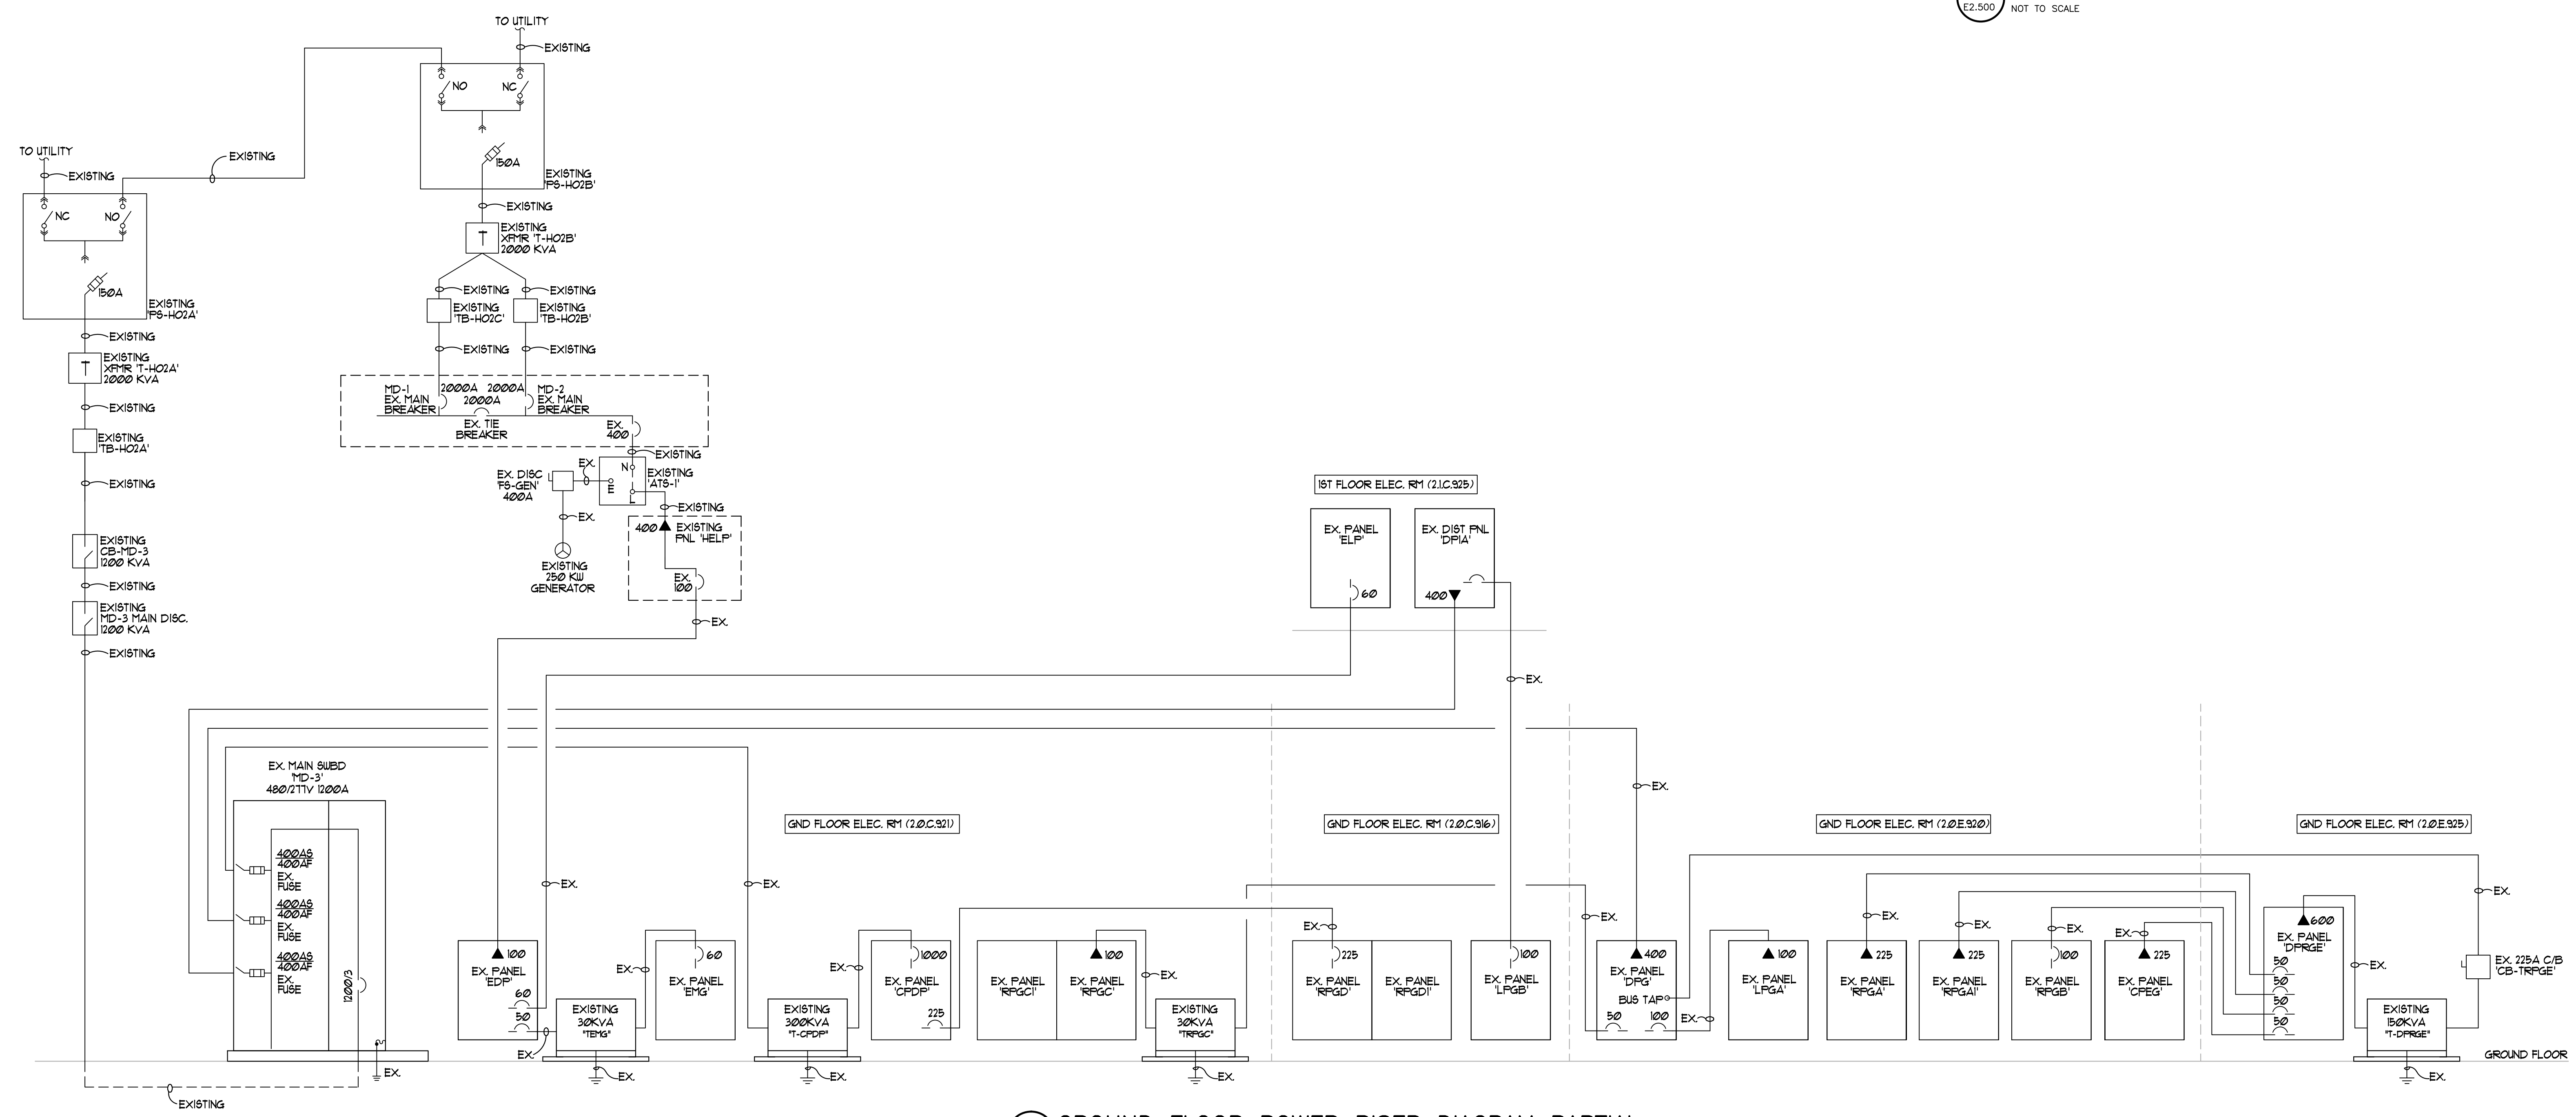 E2.500
NOT TO SCALE
TO UTILITY
EXISTING
NO
NC
150A
EXISTING
'PS-H02B'
EXISTING
TO UTILITY
EXISTING
EXISTING
NC
NO
150A
EXISTING
'PS-H02A'
EXISTING
EXISTING
XFMR 'T-H02A'
2000 KVA
EXISTING
EXISTING
'TB-H02A'
EXISTING
EXISTING
CB-MD-3
1200 KVA
EXISTING
EXISTING
MD-3 MAIN DISC.
1200 KVA
EXISTING
EXISTING
XFMR 'T-H02B'
2000 KVA
EXISTING
EXISTING
EXISTING
'TB-H02C'
EXISTING
'TB-H02B'
EXISTING
EXISTING
MD-1
EX. MAIN
BREAKER
2000A
2000A
2000A
MD-2
EX. MAIN
BREAKER
EX. TIE
BREAKER
EX.
400
EXISTING
EX. DISC
'FS-GEN'
400A
EX.
N
E
L
EXISTING
'ATS-1'
EX.
EXISTING
250 KW
GENERATOR
EXISTING
400
EXISTING
PNL 'HELP'
EX.
100
EX.
1ST FLOOR ELEC. RM (2.1.C.925)
EX. PANEL
'ELP'
60
EX. DIST PNL
'DP1A'
400
EX.
EX.
EX. MAIN SWBD
'MD-3'
480/277V 1200A
400AS
400AF
EX.
FUSE
400AS
400AF
EX.
FUSE
400AS
400AF
EX.
FUSE
1200/3
EX.
EXISTING
GND FLOOR ELEC. RM (2.0.C.921)
GND FLOOR ELEC. RM (2.0.C.916)
GND FLOOR ELEC. RM (2.0.E.920)
GND FLOOR ELEC. RM (2.0.E.925)
EX.
EX.
100
EX. PANEL
'EDP'
60
50
EX.
EX.
EXISTING
30KVA
"TEMG"
EX.
60
EX. PANEL
'EMG'
EXISTING
300KVA
"T-CPDP"
EX.
EX.
1000
EX. PANEL
'CPDP'
225
EX. PANEL
'RPGC1'
100
EX. PANEL
'RPGC'
EX.
EXISTING
30KVA
"TRPGC"
EX.
EX.
225
EX. PANEL
'RPGD'
EX. PANEL
'RPGD1'
100
EX. PANEL
'LPGB'
EX.
400
EX. PANEL
'DPG'
BUS TAP
50
100
EX.
100
EX. PANEL
'LPGA'
EX.
225
EX. PANEL
'RPGA'
EX.
225
EX. PANEL
'RPGA1'
EX.
100
EX. PANEL
'RPGB'
EX.
225
EX. PANEL
'CPEG'
600
EX. PANEL
'DPRGE'
50
50
50
50
EX.
EXISTING
150KVA
"T-DPRGE"
EX.
EX.
EX. 225A C/B
'CB-TRPGE'
GROUND FLOOR